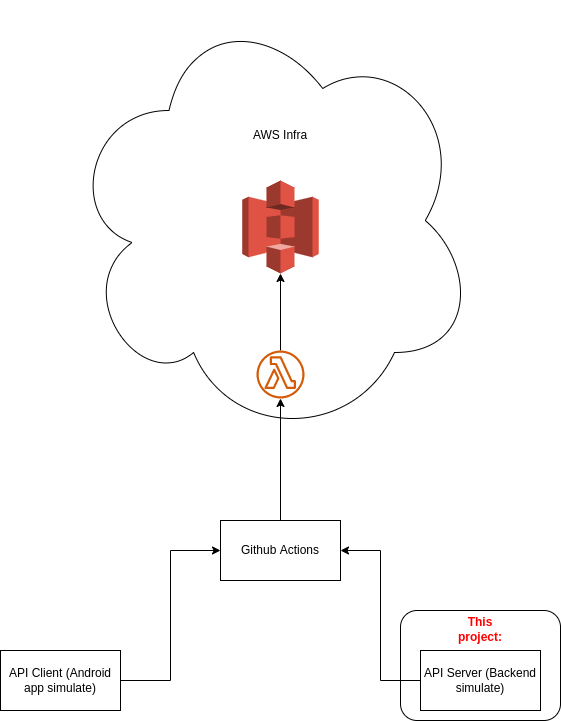 AWS Infra
Github Actions
This
project:
API Client (Android
app simulate)
API Server (Backend
simulate)